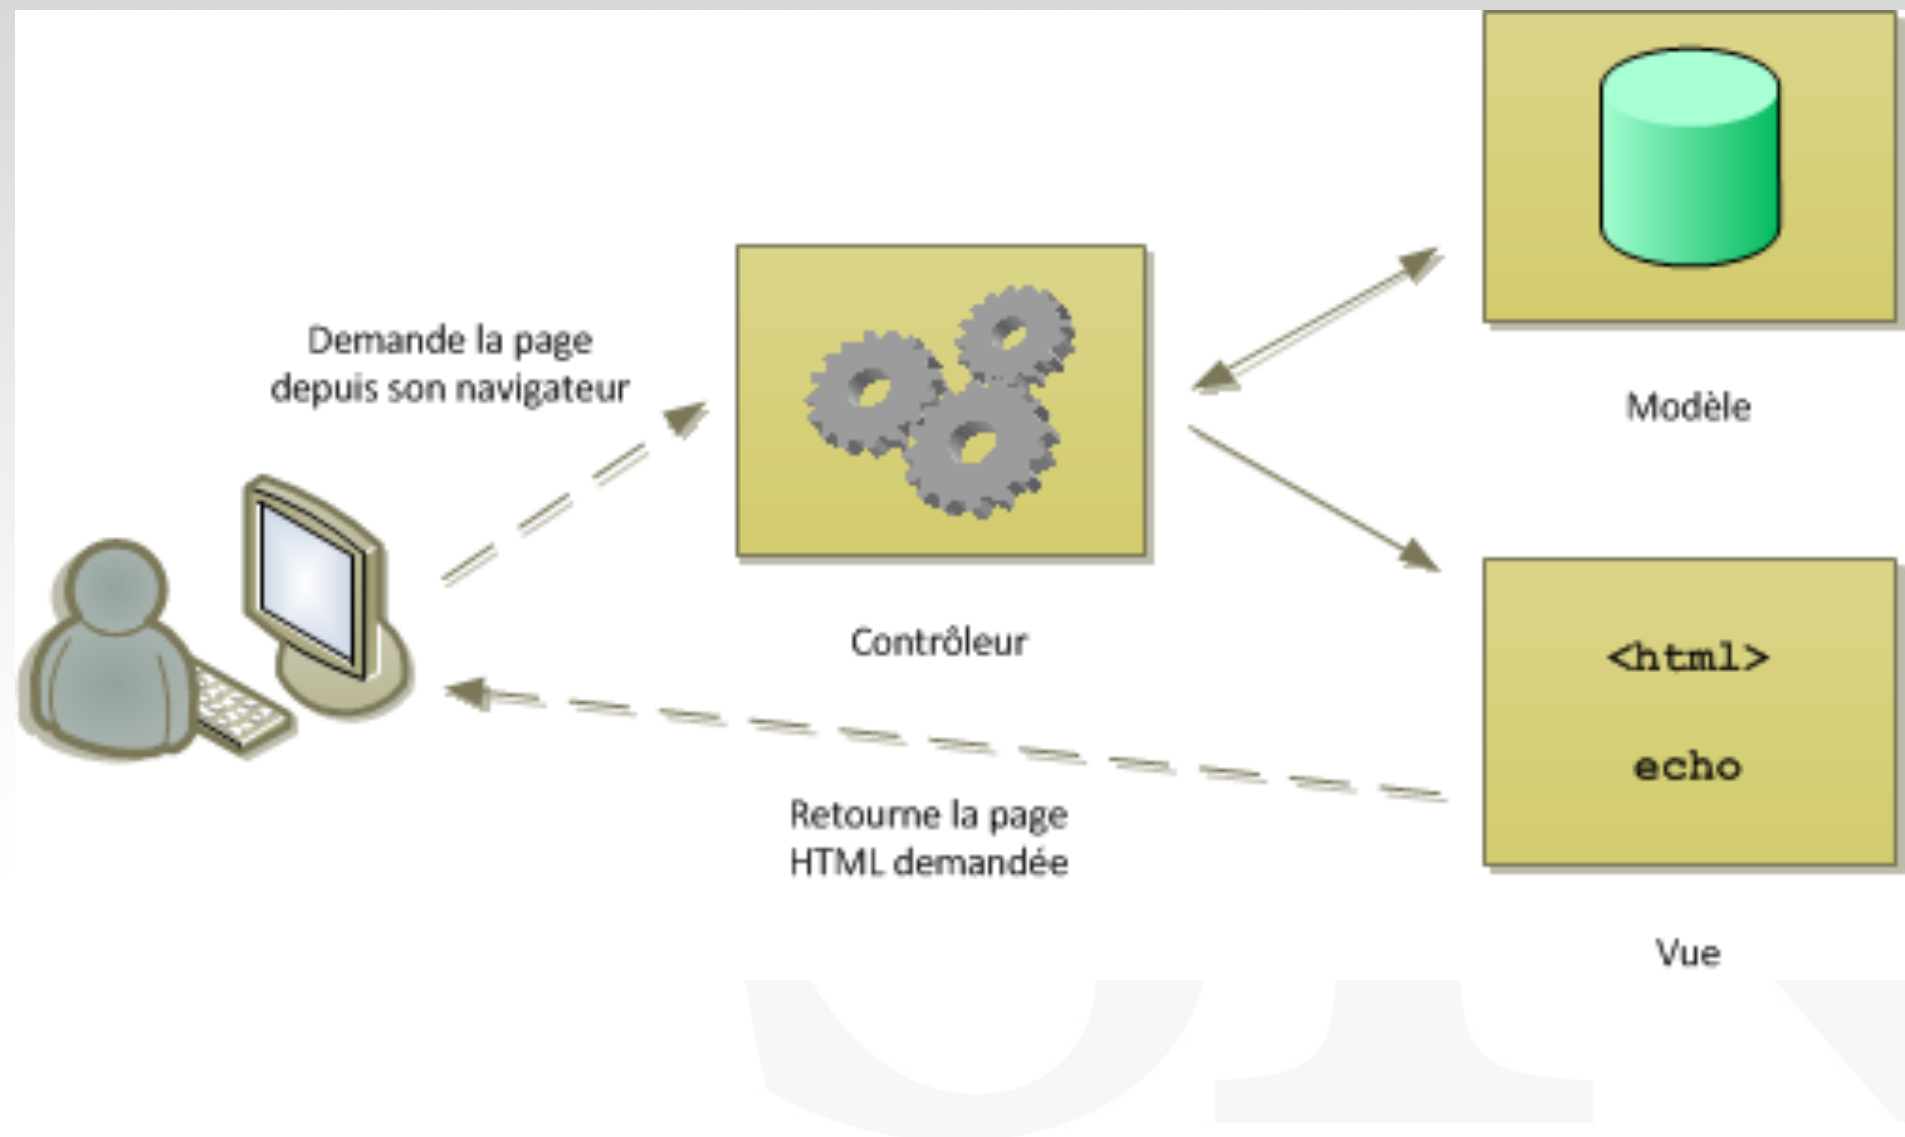 Demande la page
depuis son navigateur
Contrôleur
Modèle
<html>
echo
Vue
Retourne la page
HTML demandée